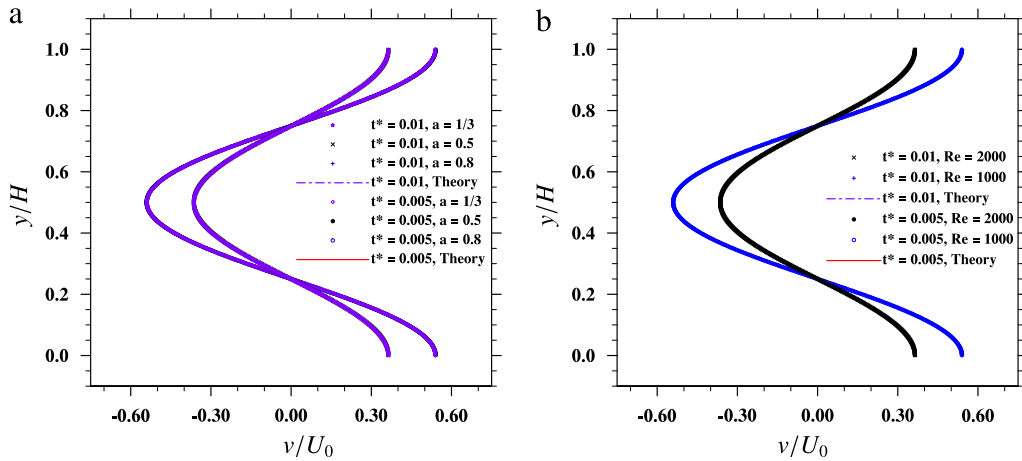 a
y/H
1.0
0.8
0.6
0.4
0.2
0.0
t* = 0.01, a = 1/3
t* = 0.01, a = 0.5
t* = 0.01, a = 0.8
t* = 0.01, Theory
t* = 0.005, a = 1/3
t* = 0.005, a = 0.5
t* = 0.005, a = 0.8
t* = 0.005, Theory
-0.60 -0.30 0.00 0.30 0.60
v/U₀
b
y/H
1.0
0.8
0.6
0.4
0.2
0.0
t* = 0.01, Re = 2000
t* = 0.01, Re = 1000
t* = 0.01, Theory
t* = 0.005, Re = 2000
t* = 0.005, Re = 1000
t* = 0.005, Theory
-0.60 -0.30 0.00 0.30 0.60
v/U₀